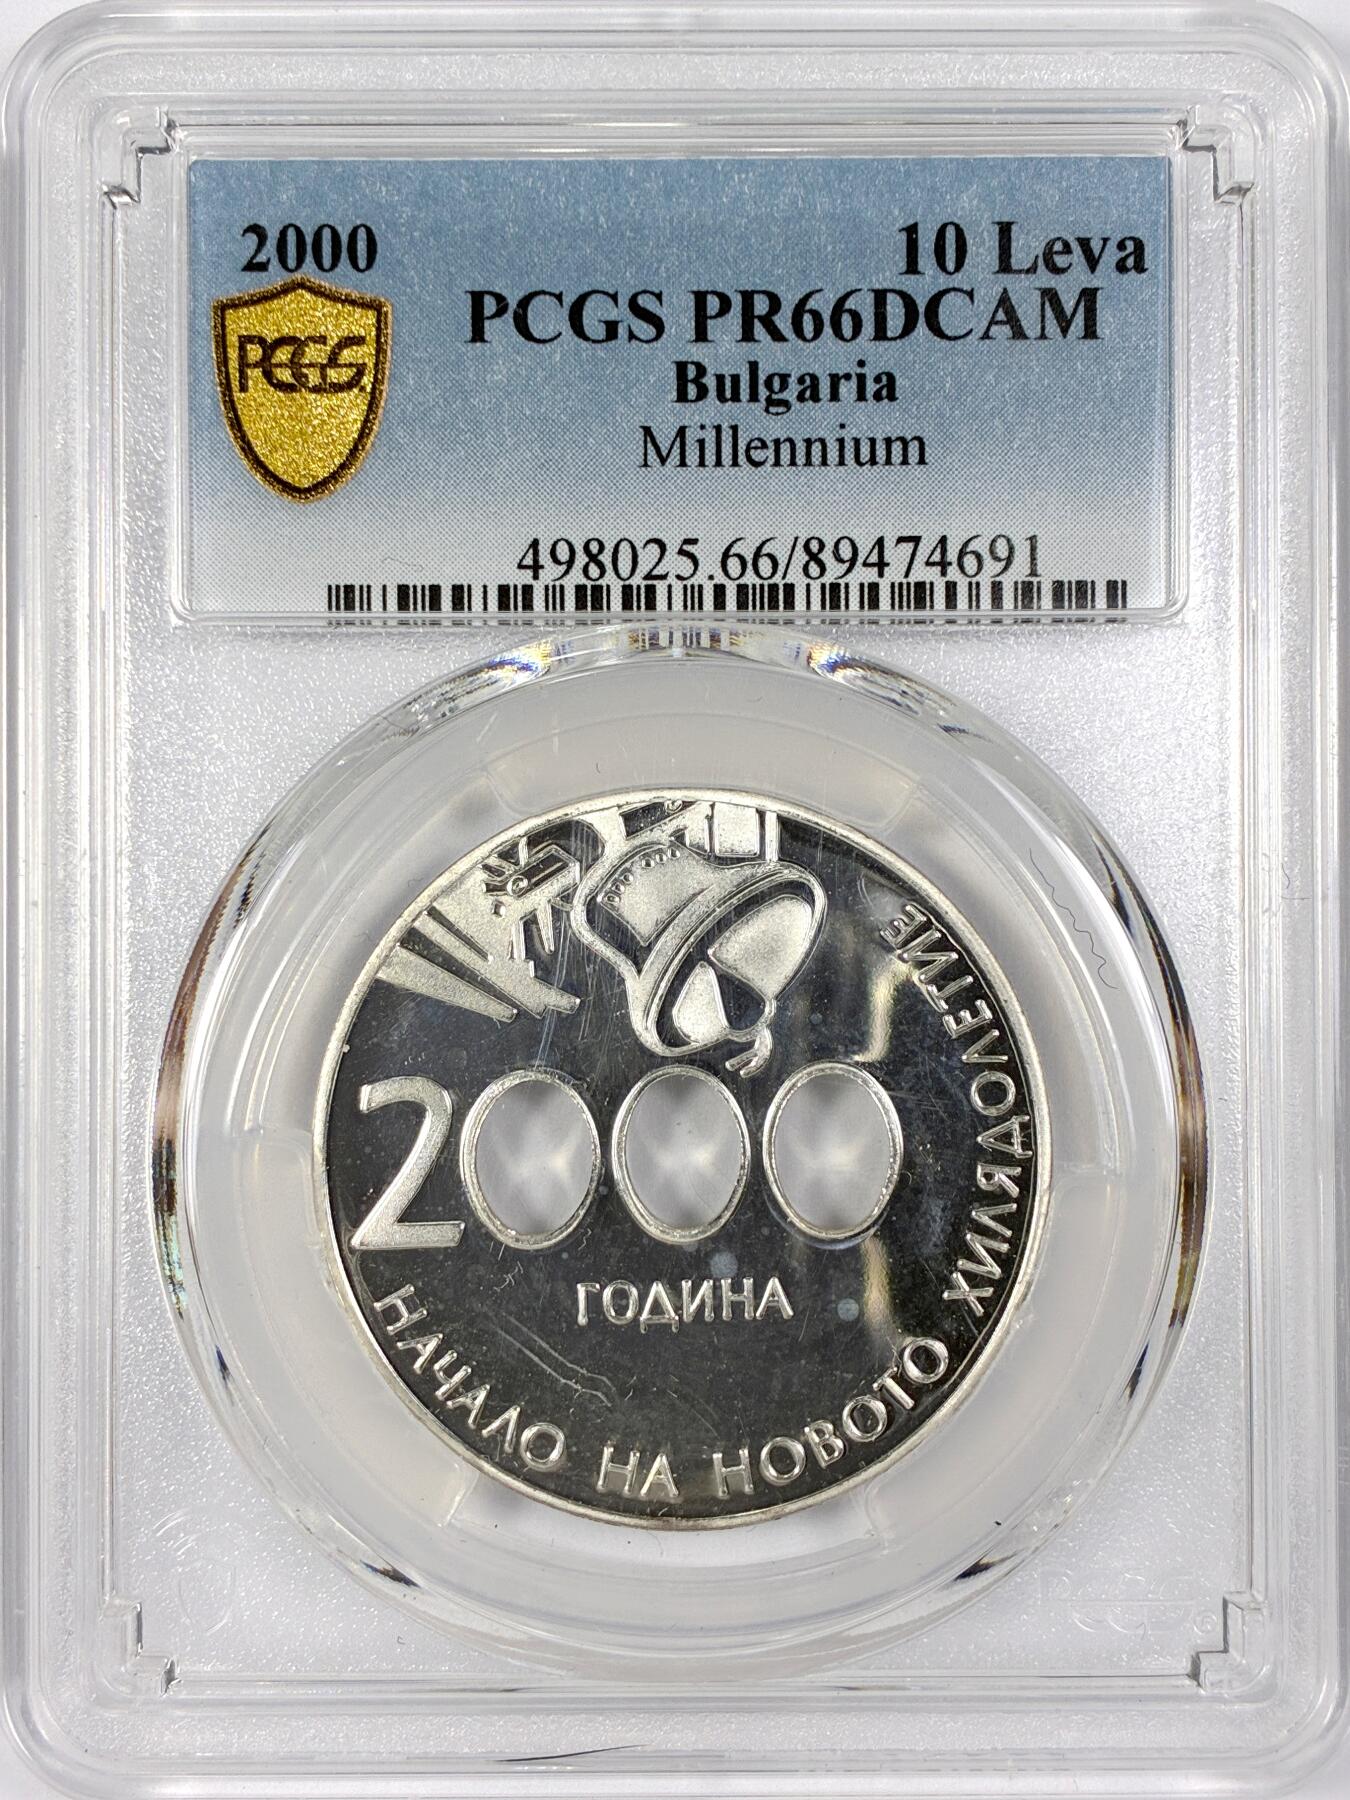 2000 10 Leva
PCGS PR66DCAM
PCGS
Bulgaria
Millennium
498025.66/89474691
2000
ГОДИНА
НАЧАЛО НА НОВОТО ХИЛЯДОЛЕТИЕ